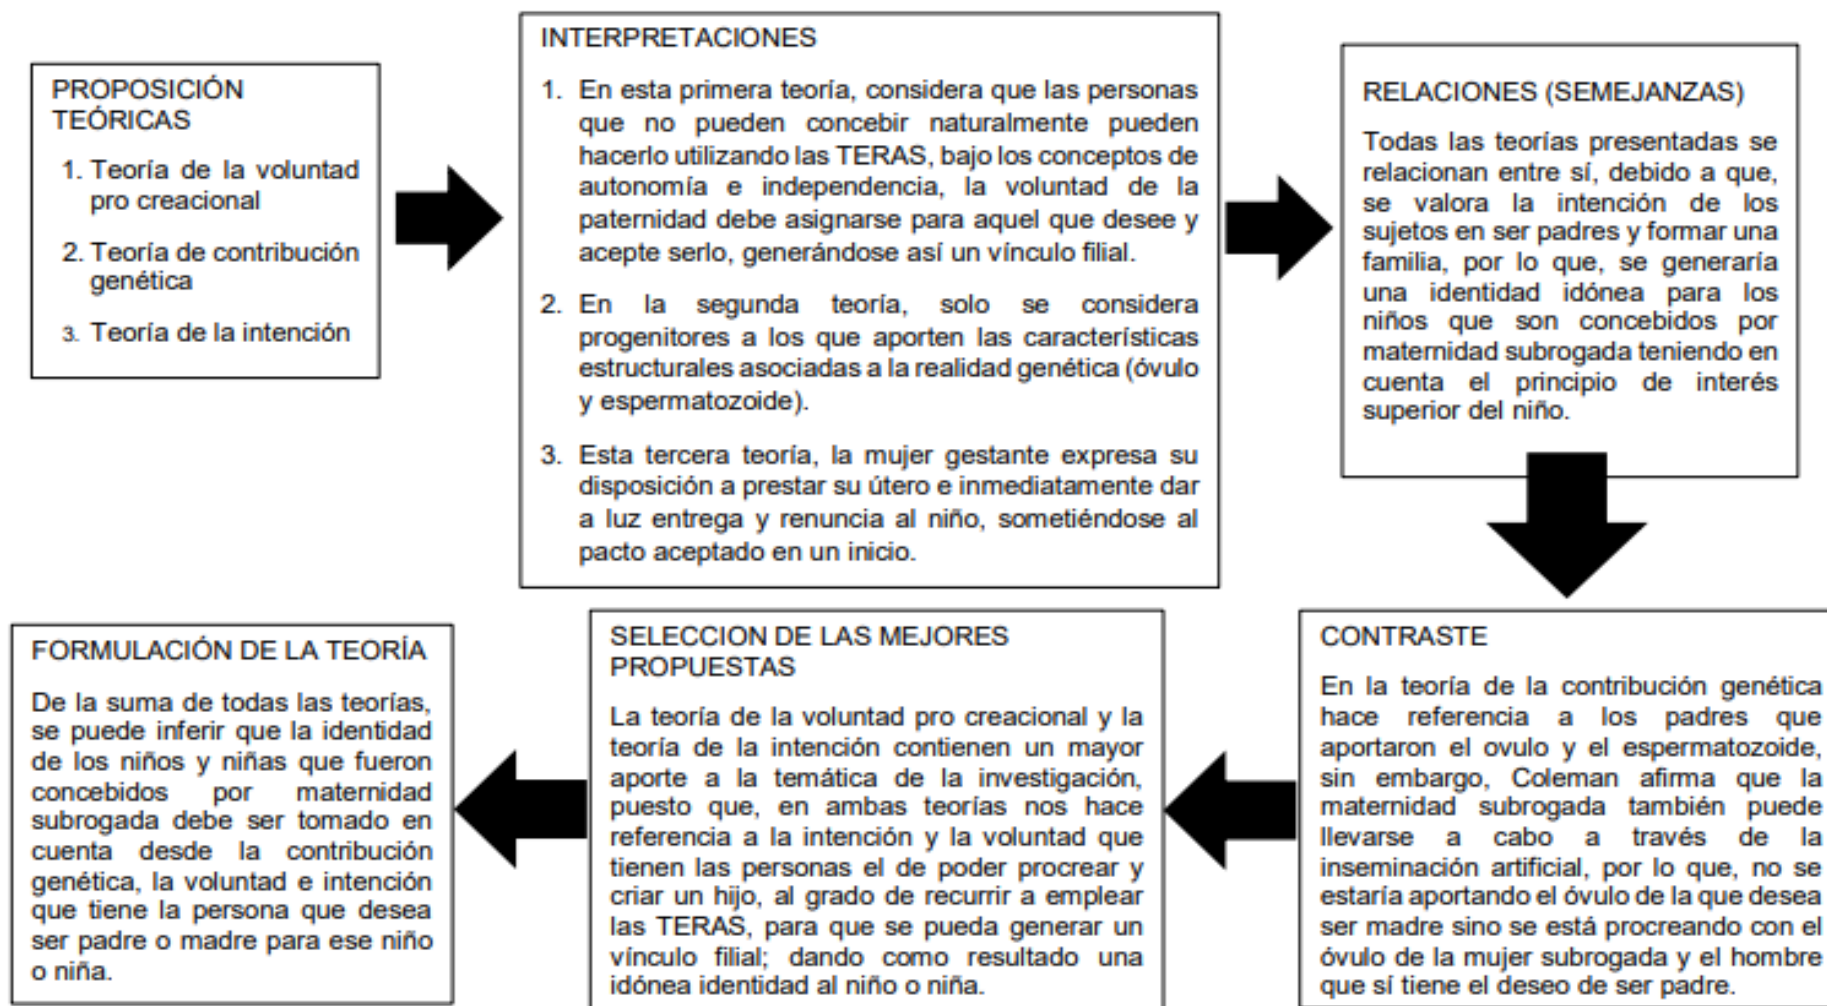 PROPOSICIÓN
TEÓRICAS
1. Teoría de la voluntad
pro creacional
2. Teoría de contribución
genética
3. Teoría de la intención
INTERPRETACIONES
1. En esta primera teoría, considera que las personas
que no pueden concebir naturalmente pueden
hacerlo utilizando las TERAS, bajo los conceptos de
autonomía e independencia, la voluntad de la
paternidad debe asignarse para aquel que desee y
acepte serlo, generándose así un vínculo filial.
2. En la segunda teoría, solo se considera
progenitores a los que aporten las características
estructurales asociadas a la realidad genética (óvulo
y espermatozoide).
3. Esta tercera teoría, la mujer gestante expresa su
disposición a prestar su útero e inmediatamente dar
a luz entrega y renuncia al niño, sometiéndose al
pacto aceptado en un inicio.
RELACIONES (SEMEJANZAS)
Todas las teorías presentadas se
relacionan entre sí, debido a que,
se valora la intención de los
sujetos en ser padres y formar una
familia, por lo que, se generaría
una identidad idónea para los
niños que son concebidos por
maternidad subrogada teniendo en
cuenta el principio de interés
superior del niño.
CONTRASTE
En la teoría de la contribución genética
hace referencia a los padres que
aportaron el ovulo y el espermatozoide,
sin embargo, Coleman afirma que la
maternidad subrogada también puede
llevarse a cabo a través de la
inseminación artificial, por lo que, no se
estaría aportando el óvulo de la que desea
ser madre sino se está procreando con el
óvulo de la mujer subrogada y el hombre
que sí tiene el deseo de ser padre.
SELECCION DE LAS MEJORES
PROPUESTAS
La teoría de la voluntad pro creacional y la
teoría de la intención contienen un mayor
aporte a la temática de la investigación,
puesto que, en ambas teorías nos hace
referencia a la intención y la voluntad que
tienen las personas el de poder procrear y
criar un hijo, al grado de recurrir a emplear
las TERAS, para que se pueda generar un
vínculo filial; dando como resultado una
idónea identidad al niño o niña.
FORMULACIÓN DE LA TEORÍA
De la suma de todas las teorías,
se puede inferir que la identidad
de los niños y niñas que fueron
concebidos por maternidad
subrogada debe ser tomado en
cuenta desde la contribución
genética, la voluntad e intención
que tiene la persona que desea
ser padre o madre para ese niño
o niña.